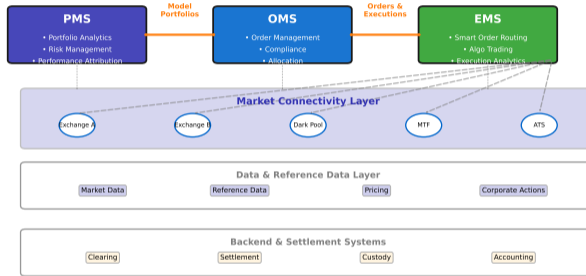 PMS
• Portfolio Analytics
• Risk Management
• Performance Attribution
Model
Portfolios
OMS
• Order Management
• Compliance
• Allocation
Orders &
Executions
EMS
• Smart Order Routing
• Algo Trading
• Execution Analytics
Market Connectivity Layer
Exchange A
Exchange B
Dark Pool
MTF
ATS
Data & Reference Data Layer
Market Data
Reference Data
Pricing
Corporate Actions
Backend & Settlement Systems
Clearing
Settlement
Custody
Accounting